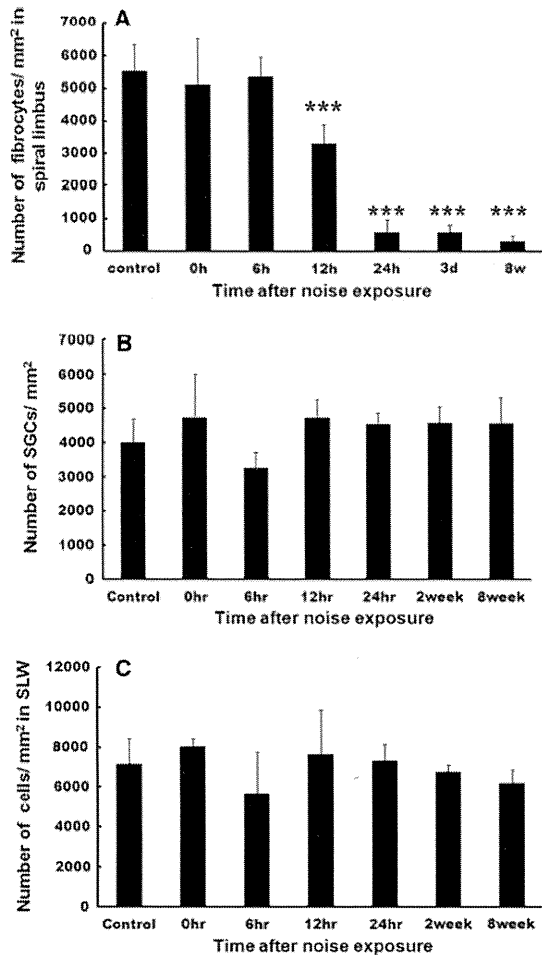 A
Number of fibrocytes/ mm² in
spiral limbus
7000
6000
5000
4000
3000
2000
1000
0
***
***
***
***
control 0h 6h 12h 24h 3d 8w
Time after noise exposure
B
Number of SGCs/ mm²
7000
6000
5000
4000
3000
2000
1000
0
Control 0hr 6hr 12hr 24hr 2week 8week
Time after noise exposure
C
Number of cells/ mm² in SLW
12000
10000
8000
6000
4000
2000
0
Control 0hr 6hr 12hr 24hr 2week 8week
Time after noise exposure